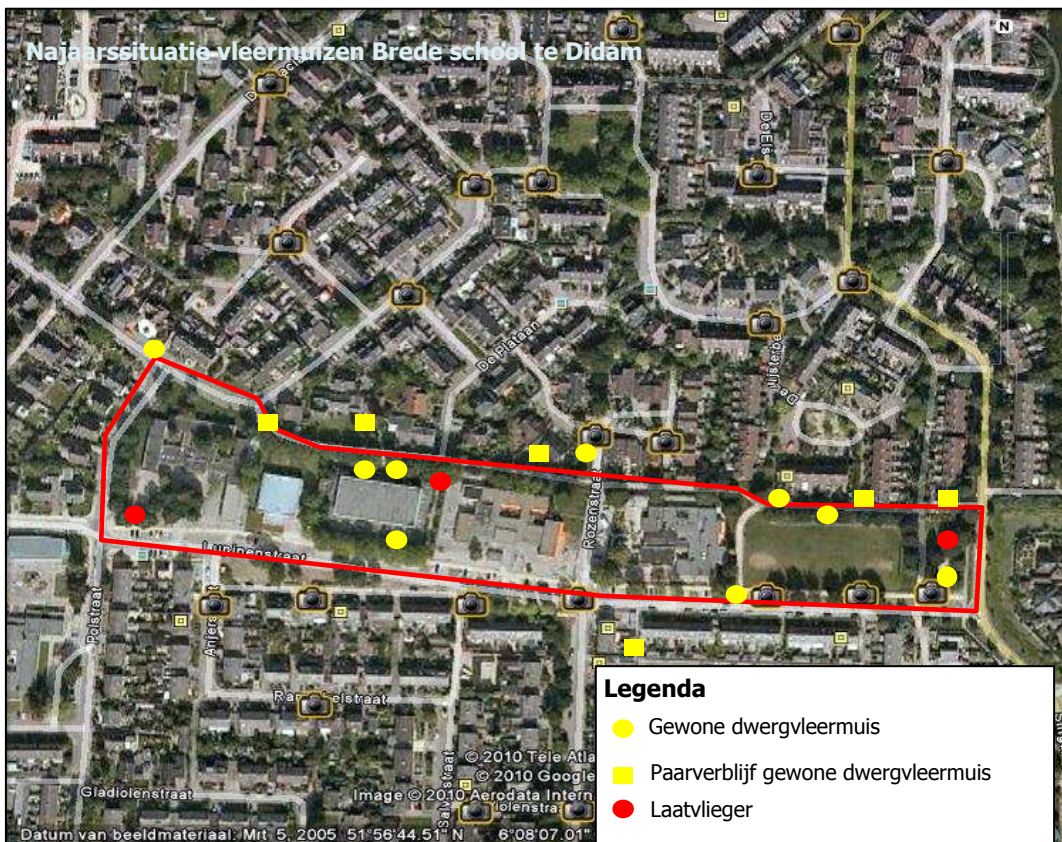 Najaarssituatie vleermuizen Brede school te Didam
N
De Els
De Plataan
Rozenstraat
Lupinenstraat
Polstraat
Gladiolenstraat
© 2010 Tele Atla
© 2010 Google
Image © 2010 Aerodata Intern
Datum van beeldmateriaal: Mrt 5, 2005 51°56'44.51" N 6°08'07.01"
Legenda
Gewone dwergvleermuis
Paarverblijf gewone dwergvleermuis
Laatvlieger